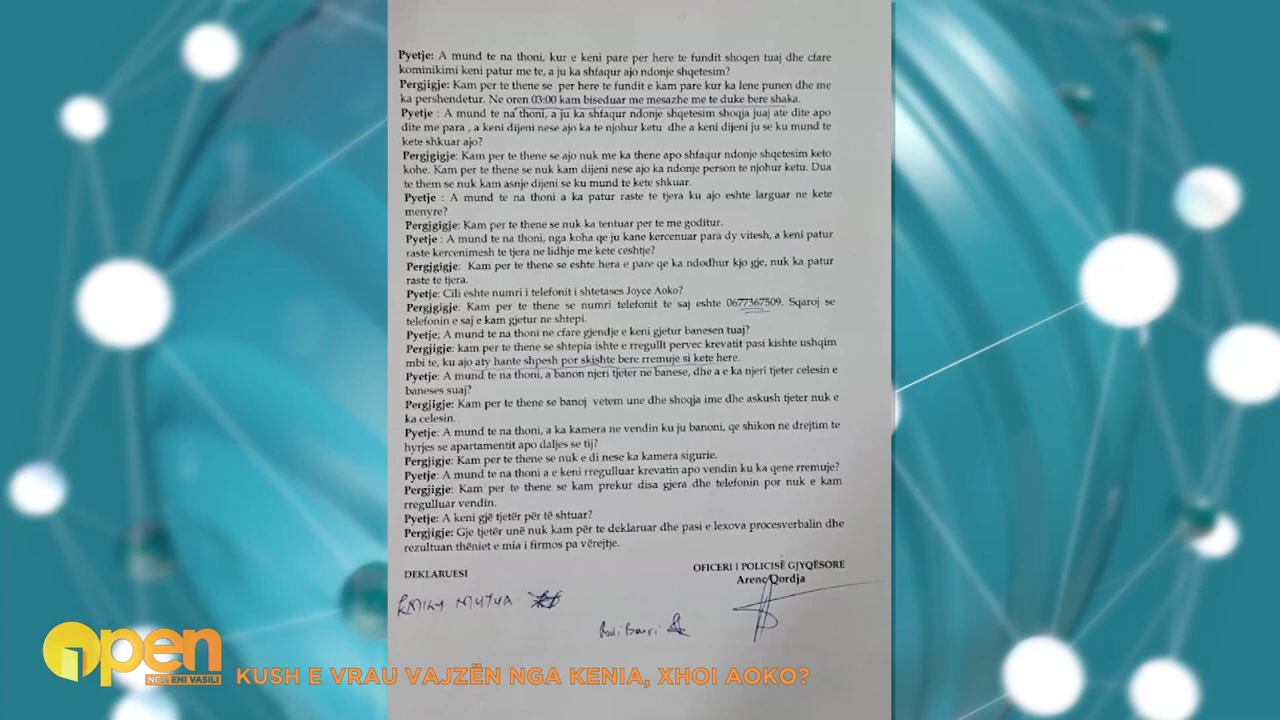 Pyetje: A mund te na thoni, kur e keni pare per here te fundit shoqen tuaj dhe cfare
kominikimi keni patur me te, a ju ka shfaqur ajo ndonje shqetesim?
Pergjigje: Kam per te thene se per here te fundit e kam pare kur ka lene punen dhe me
ka pershendetur. Ne oren 03:00 kam biseduar me mesazhe me te duke bere shaka.
Pyetje : A mund te na thoni, a ju ka shfaqur ndonje shqetesim shoqja juaj ate dite apo
dite me para , a keni dijeni nese ajo ka te njohur ketu dhe a keni dijeni ju se ku mund te
kete shkuar ajo?
Pergjgigje: Kam per te thene se ajo nuk me ka thene apo shfaqur ndonje shqetesim keto
kohe. Kam per te thene se nuk kam dijeni nese ajo ka ndonje person te njohur ketu. Dua
te them se nuk kam asnje dijeni se ku mund te kete shkuar.
Pyetje : A mund te na thoni a ka patur raste te tjera ku ajo eshte larguar ne kete
menyre?
Pergjgigje: Kam per te thene se nuk ka tentuar per te me goditur.
Pyetje : A mund te na thoni, nga koha qe ju kane kercenuar para dy vitesh, a keni patur
raste kercenimesh te tjera ne lidhje me kete ceshtje?
Pergjgigje: Kam per te thene se eshte hera e pare qe ka ndodhur kjo gje, nuk ka patur
raste te tjera.
Pyetje: Cili eshte numri i telefonit i shtetases Joyce Aoko?
Pergjgigje: Kam per te thene se numri telefonit te saj eshte 0677367509. Sqaroj se
telefonin e saj e kam gjetur ne shtepi.
Pyetje; A mund te na thoni ne cfare gjendje e keni gjetur banesen tuaj?
Pergjigje: kam per te thene se shtepia ishte e rregullt pervec krevatit pasi kishte ushqim
mbi te, ku ajo aty hante shpesh por skishte bere rremuje si kete here.
Pyetje: A mund te na thoni, a banon njeri tjeter ne banese, dhe a e ka njeri tjeter celesin e
baneses suaj?
Pergjigje: Kam per te thene se banoj vetem une dhe shoqja ime dhe askush tjeter nuk e
ka celesin.
Pyetje: A mund te na thoni, a ka kamera ne vendin ku ju banoni, qe shikon ne drejtim te
hyrjes se apartamentit apo daljes se tij?
Pergjigje: Kam per te thene se nuk e di nese ka kamera sigurie.
Pyetje: A mund te na thoni a e keni rregulluar krevatin apo vendin ku ka qene rremuje?
Pergjigje: Kam per te thene se kam prekur disa gjera dhe telefonin por nuk e kam
rregulluar vendin.
Pyetje: A keni gjë tjetër për të shtuar?
Pergjigje: Gje tjetër unë nuk kam për te deklaruar dhe pasi e lexova procesverbalin dhe
rezultuan thëniet e mia i firmos pa vërejtje.
DEKLARUESI
OFICERI I POLICISË GJYQËSORE
Arenc Qordja
EMILY MUTUA
Open
NGA ENI VASILI
KUSH E VRAU VAJZËN NGA KENIA, XHOI AOKO?